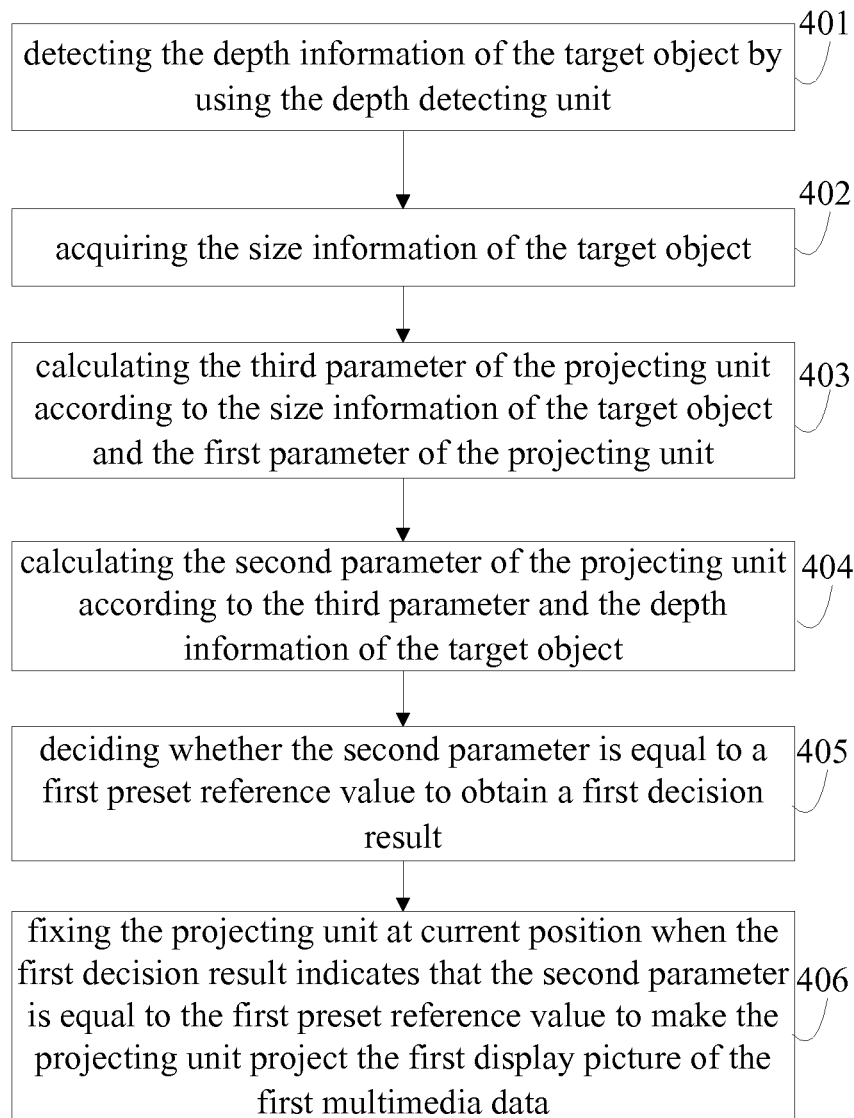 401
detecting the depth information of the target object by
using the depth detecting unit
402
acquiring the size information of the target object
403
calculating the third parameter of the projecting unit
according to the size information of the target object
and the first parameter of the projecting unit
404
calculating the second parameter of the projecting unit
according to the third parameter and the depth
information of the target object
405
deciding whether the second parameter is equal to a
first preset reference value to obtain a first decision
result
406
fixing the projecting unit at current position when the
first decision result indicates that the second parameter
is equal to the first preset reference value to make the
projecting unit project the first display picture of the
first multimedia data